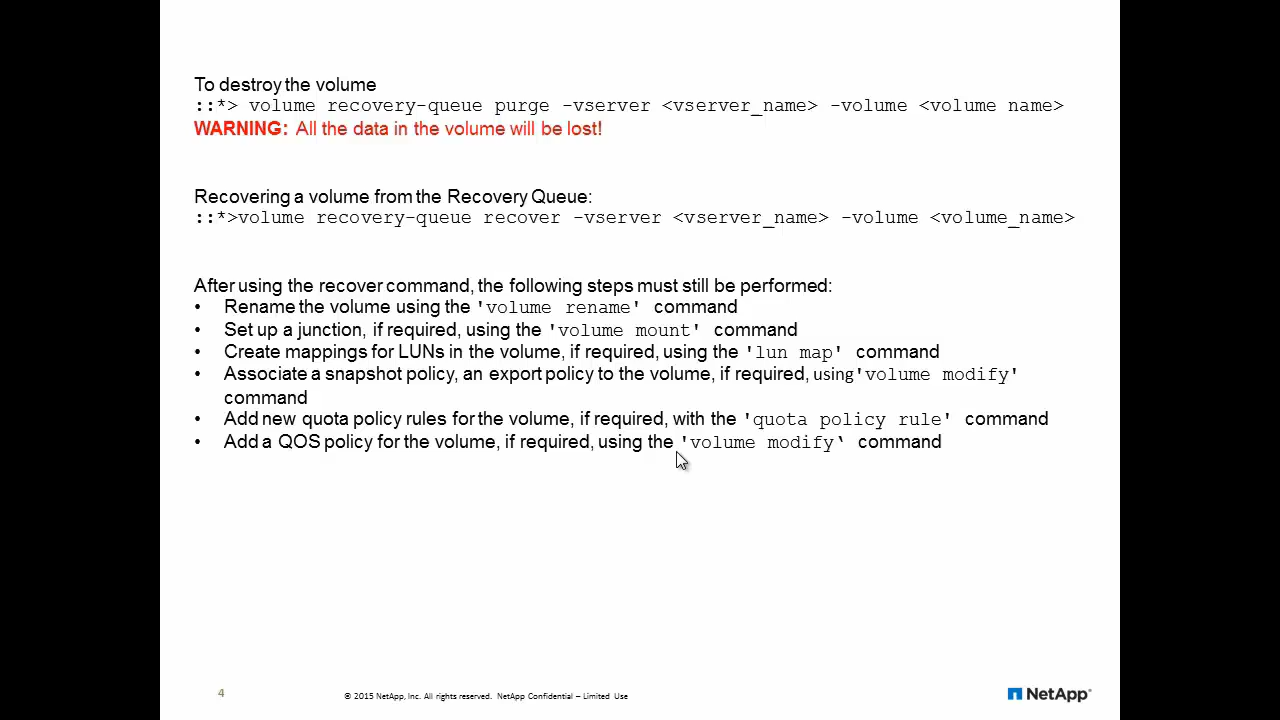 To destroy the volume
::*> volume recovery-queue purge -vserver <vserver_name> -volume <volume name>
WARNING: All the data in the volume will be lost!
Recovering a volume from the Recovery Queue:
::*>volume recovery-queue recover -vserver <vserver_name> -volume <volume_name>
After using the recover command, the following steps must still be performed:
• Rename the volume using the 'volume rename' command
• Set up a junction, if required, using the 'volume mount' command
• Create mappings for LUNs in the volume, if required, using the 'lun map' command
• Associate a snapshot policy, an export policy to the volume, if required, using'volume modify'
command
• Add new quota policy rules for the volume, if required, with the 'quota policy rule' command
• Add a QOS policy for the volume, if required, using the 'volume modify‘ command
4
© 2015 NetApp, Inc. All rights reserved. NetApp Confidential – Limited Use
NetApp®